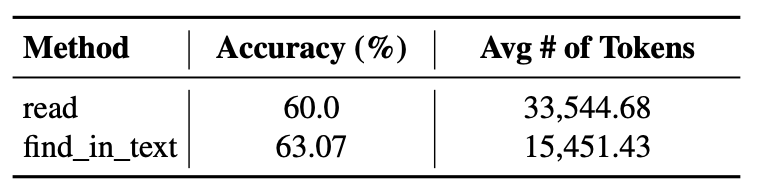 Method Accuracy (%) Avg # of Tokens
read 60.0 33,544.68
find_in_text 63.07 15,451.43